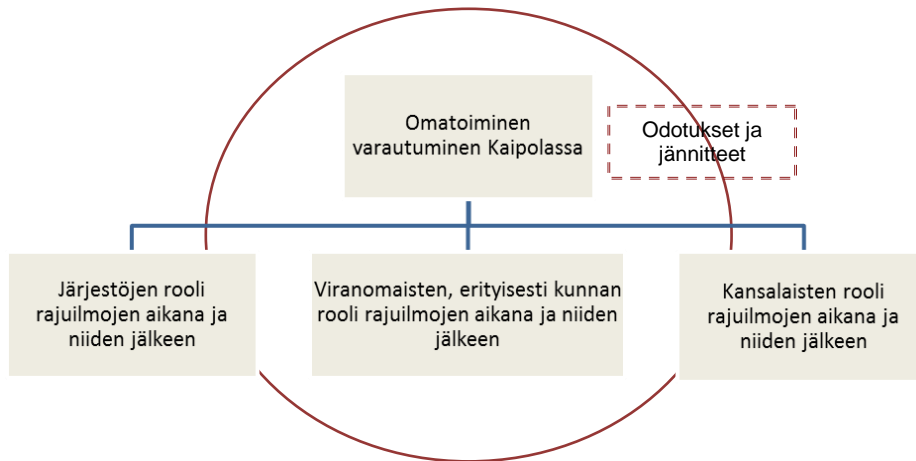 Omatoiminen
varautuminen Kaipolassa
Odotukset ja
jännitteet
Järjestöjen rooli
rajuilmojen aikana ja
niiden jälkeen
Viranomaisten, erityisesti kunnan
rooli rajuilmojen aikana ja niiden
jälkeen
Kansalaisten rooli
rajuilmojen aikana ja
niiden jälkeen